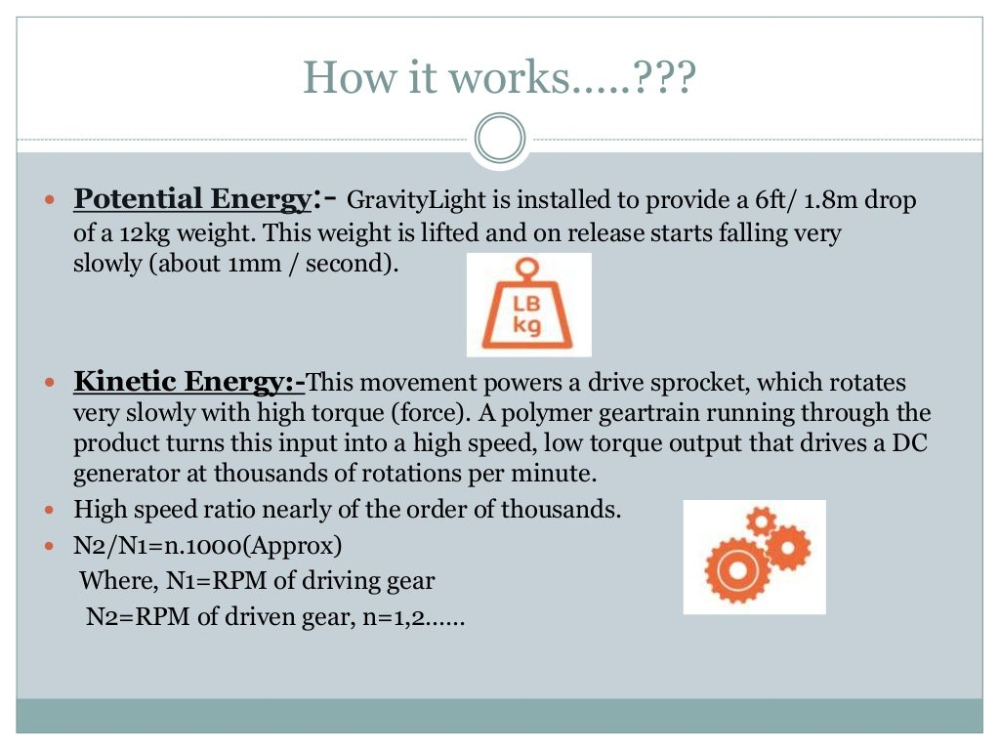 How it works.....???
• Potential Energy:- GravityLight is installed to provide a 6ft/ 1.8m drop
of a 12kg weight. This weight is lifted and on release starts falling very
slowly (about 1mm / second).
LB
kg
• Kinetic Energy:-This movement powers a drive sprocket, which rotates
very slowly with high torque (force). A polymer geartrain running through the
product turns this input into a high speed, low torque output that drives a DC
generator at thousands of rotations per minute.
• High speed ratio nearly of the order of thousands.
• N2/N1=n.1000(Approx)
Where, N1=RPM of driving gear
N2=RPM of driven gear, n=1,2......